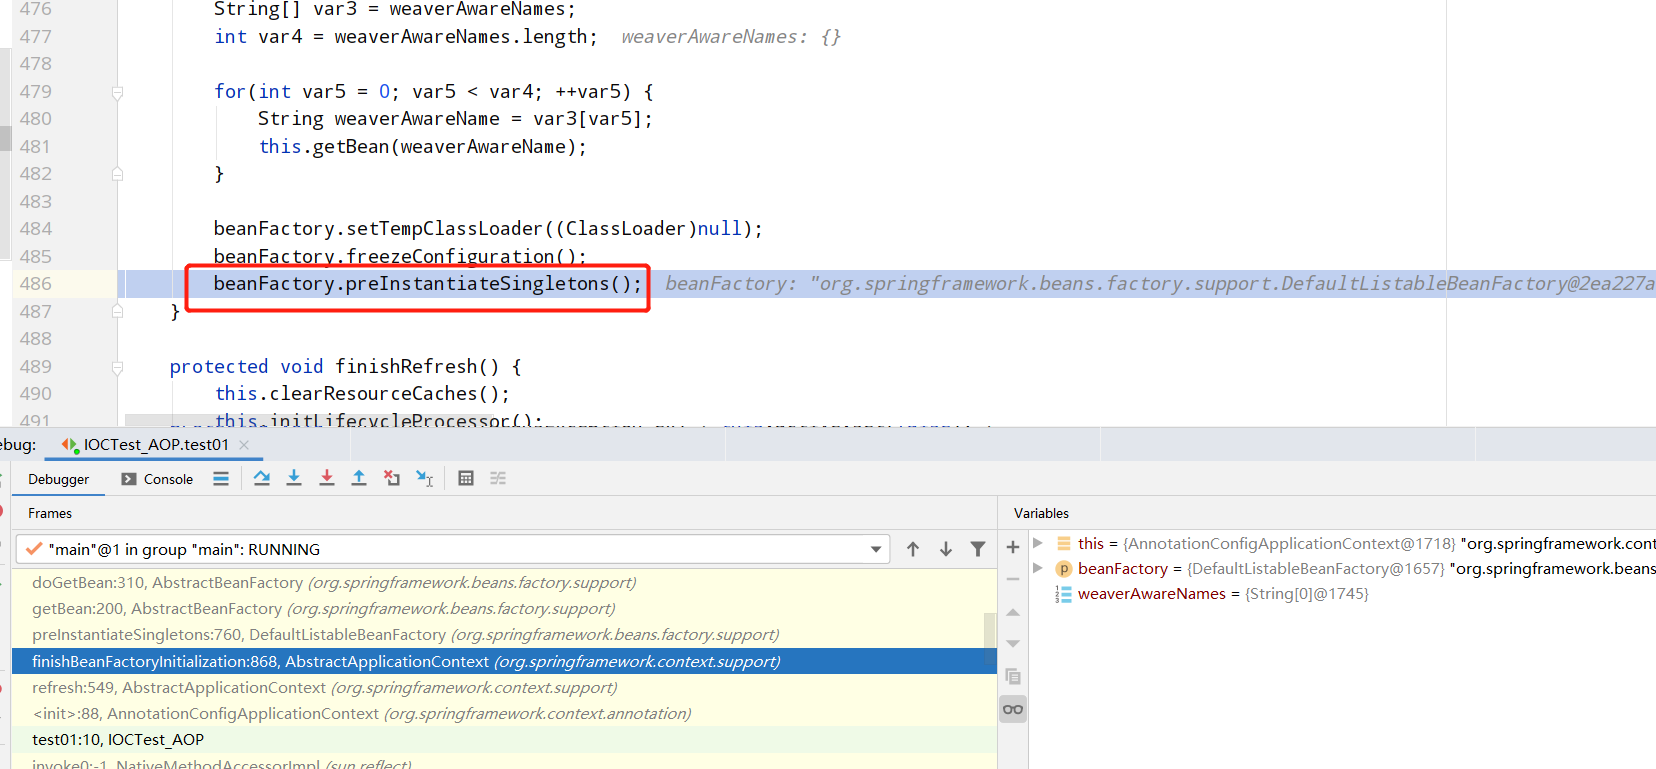 476 String[] var3 = weaverAwareNames;
477 int var4 = weaverAwareNames.length; weaverAwareNames: {}
478
479 for(int var5 = 0; var5 < var4; ++var5) {
480 String weaverAwareName = var3[var5];
481 this.getBean(weaverAwareName);
482 }
483
484 beanFactory.setTempClassLoader((ClassLoader)null);
485 beanFactory.freezeConfiguration();
486 beanFactory.preInstantiateSingletons(); beanFactory: "org.springframework.beans.factory.support.DefaultListableBeanFactory@2ea227a
487 }
488
489 protected void finishRefresh() {
490 this.clearResourceCaches();
491 this.initLifecycleProcessor();
ebug: IOCTest_AOP.test01
Debugger Console
Frames Variables
"main"@1 in group "main": RUNNING
doGetBean:310, AbstractBeanFactory (org.springframework.beans.factory.support)
getBean:200, AbstractBeanFactory (org.springframework.beans.factory.support)
preInstantiateSingletons:760, DefaultListableBeanFactory (org.springframework.beans.factory.support)
finishBeanFactoryInitialization:868, AbstractApplicationContext (org.springframework.context.support)
refresh:549, AbstractApplicationContext (org.springframework.context.support)
<init>:88, AnnotationConfigApplicationContext (org.springframework.context.annotation)
test01:10, IOCTest_AOP
invoke0:-1, NativeMethodAccessorImpl (sun.reflect)
this = {AnnotationConfigApplicationContext@1718} "org.springframework.cont
beanFactory = {DefaultListableBeanFactory@1657} "org.springframework.beans
weaverAwareNames = {String[0]@1745}